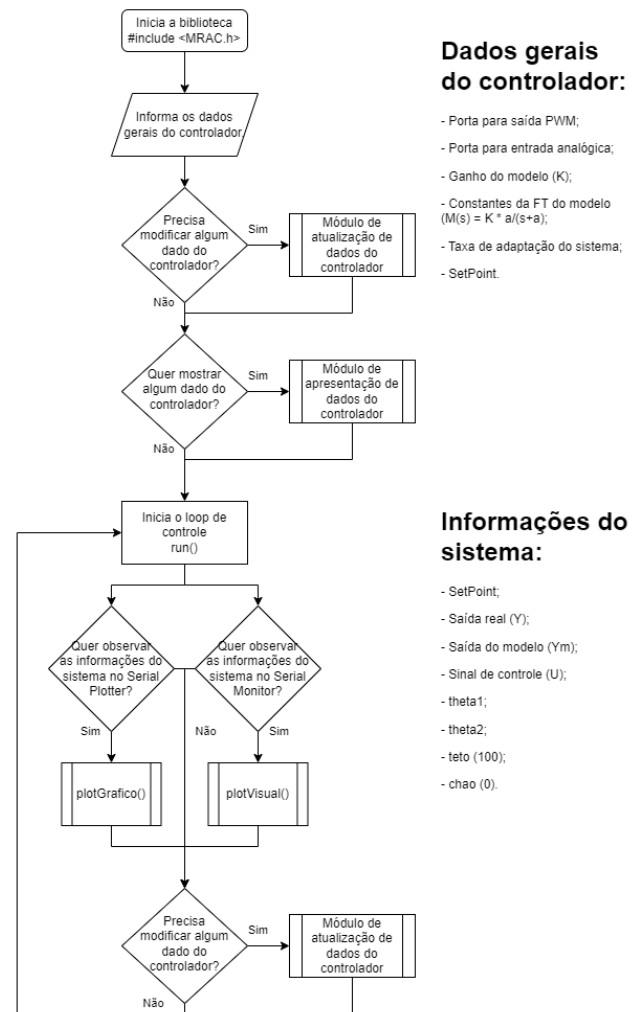 Inicia a biblioteca
#include <MRAC.h>
Informa os dados
gerais do controlador
Precisa
modificar algum
dado do
controlador?
Sim
Módulo de
atualização de
dados do
controlador
Não
Quer mostrar
algum dado do
controlador?
Sim
Módulo de
apresentação de
dados do
controlador
Não
Inicia o loop de
controle
run()
Quer observar
as informações do
sistema no Serial
Plotter?
Quer observar
as informações do
sistema no Serial
Monitor?
Sim
Não
Sim
plotGrafico()
plotVisual()
Precisa
modificar algum
dado do
controlador?
Sim
Módulo de
atualização de
dados do
controlador
Não
Dados gerais
do controlador:
- Porta para saída PWM;
- Porta para entrada analógica;
- Ganho do modelo (K);
- Constantes da FT do modelo
(M(s) = K * a/(s+a);
- Taxa de adaptação do sistema;
- SetPoint.
Informações do
sistema:
- SetPoint;
- Saída real (Y);
- Saída do modelo (Ym);
- Sinal de controle (U);
- theta1;
- theta2;
- teto (100);
- chao (0).